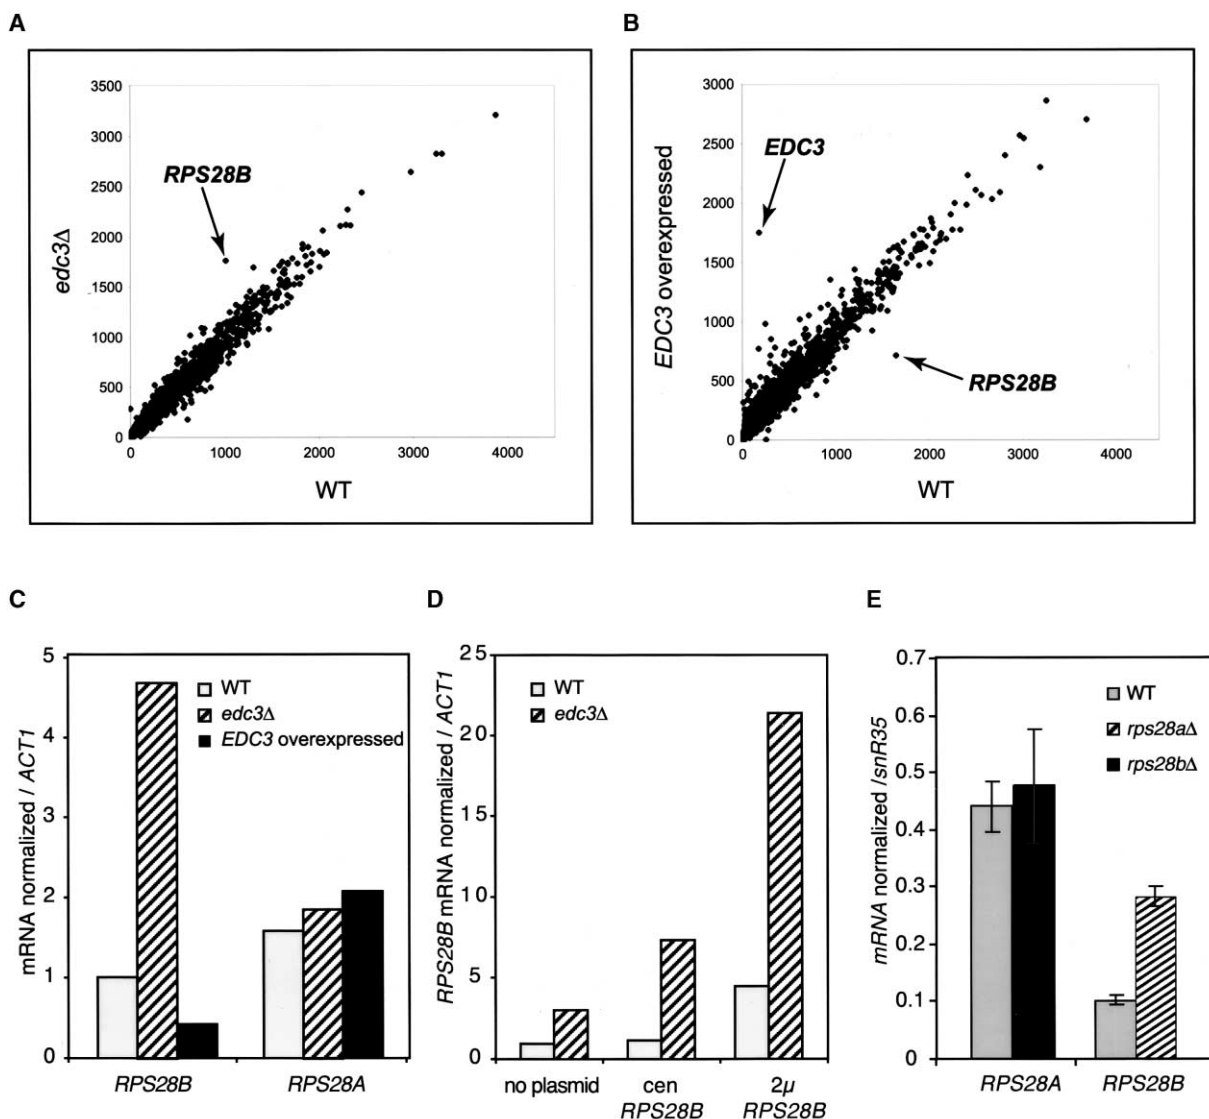 A
B
3500
3000
2500
2000
1500
1000
500
0
0 1000 2000 3000 4000
RPS28B
edc3Δ
WT
3000
2500
2000
1500
1000
500
0
0 1000 2000 3000 4000
EDC3
RPS28B
EDC3 overexpressed
WT
C
D
E
mRNA normalized / ACT1
5
4
3
2
1
0
WT
edc3Δ
EDC3 overexpressed
RPS28B RPS28A
RPS28B mRNA normalized / ACT1
25
20
15
10
5
0
WT
edc3Δ
no plasmid cen 2μ
RPS28B RPS28B
mRNA normalized /snR35
0.7
0.6
0.5
0.4
0.3
0.2
0.1
0
WT
rps28aΔ
rps28bΔ
RPS28A RPS28B